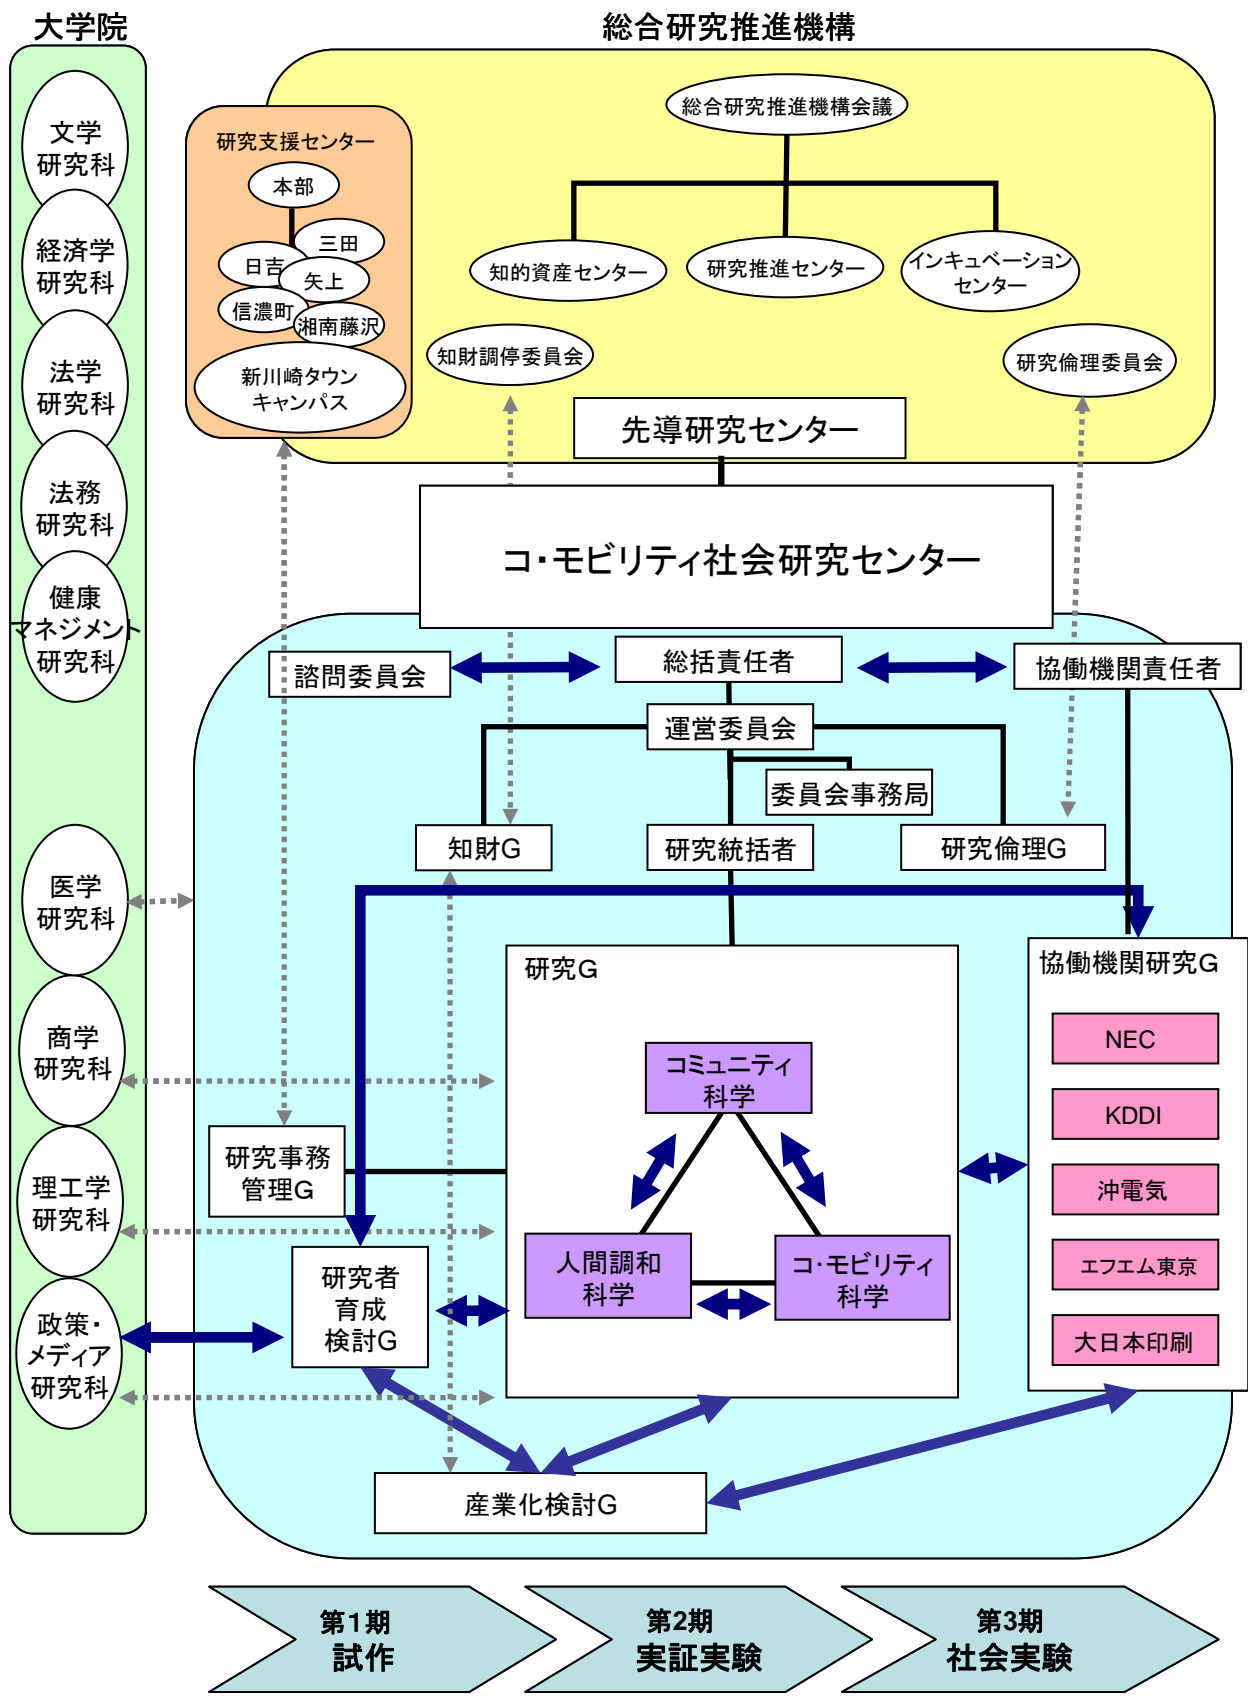 大学院
総合研究推進機構
文学
研究科
経済学
研究科
法学
研究科
法務
研究科
健康
マネジメント
研究科
医学
研究科
商学
研究科
理工学
研究科
政策・
メディア
研究科
研究支援センター
本部
三田
日吉
矢上
信濃町
湘南藤沢
新川崎タウン
キャンパス
総合研究推進機構会議
知的資産センター
研究推進センター
インキュベーション
センター
知財調停委員会
研究倫理委員会
先導研究センター
コ・モビリティ社会研究センター
諮問委員会
総括責任者
協働機関責任者
運営委員会
委員会事務局
知財G
研究統括者
研究倫理G
研究G
コミュニティ
科学
人間調和
科学
コ・モビリティ
科学
協働機関研究G
NEC
KDDI
沖電気
エフエム東京
大日本印刷
研究事務
管理G
研究者
育成
検討G
産業化検討G
第1期
試作
第2期
実証実験
第3期
社会実験